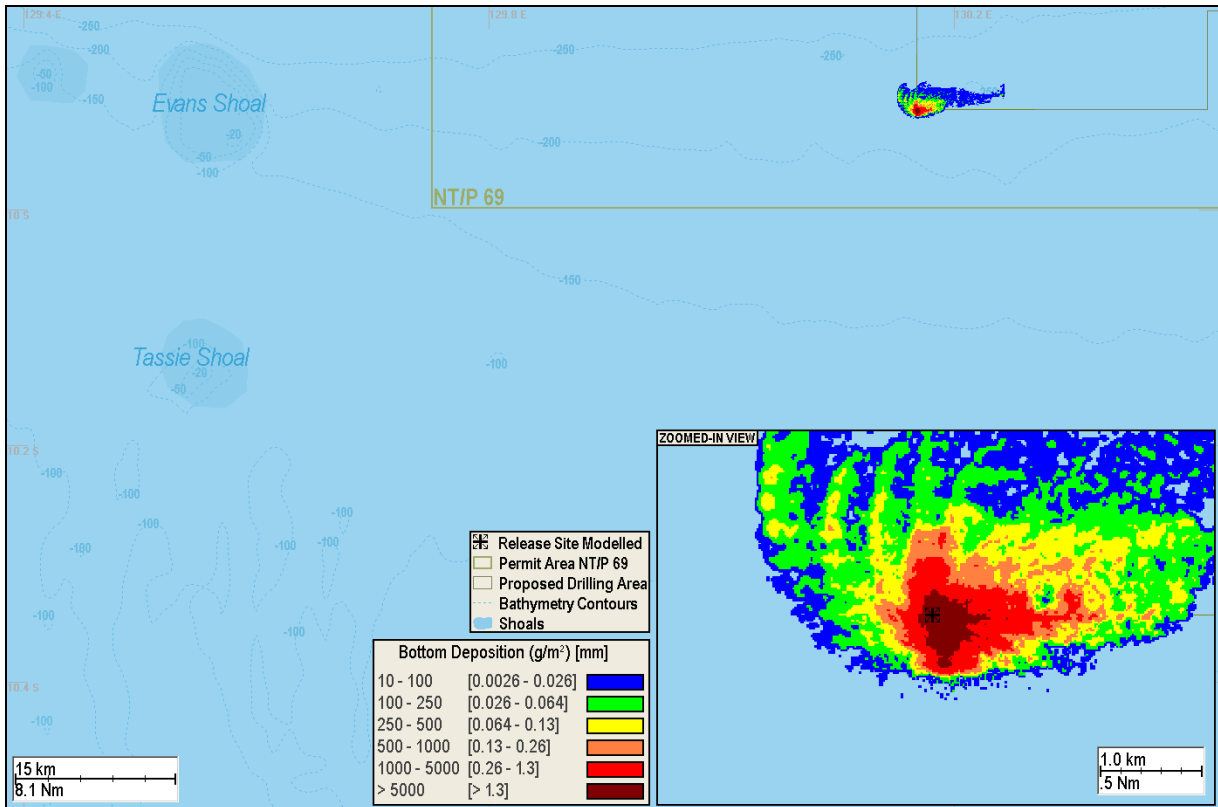 129.4 E
129.8 E
130.2 E
-250
-200
-250
-250
-50
-100
-150
Evans Shoal
-20
-50
-100
-200
NT/P 69
10 S
-150
-100
Tassie Shoal
-20
-50
-100
10.2 S
-100
-100
-100
-100
-100
-100
-100
-100
10.4 S
-100
ZOOMED-IN VIEW
Release Site Modelled
Permit Area NT/P 69
Proposed Drilling Area
Bathymetry Contours
Shoals
Bottom Deposition (g/m²) [mm]
10 - 100 [0.0026 - 0.026]
100 - 250 [0.026 - 0.064]
250 - 500 [0.064 - 0.13]
500 - 1000 [0.13 - 0.26]
1000 - 5000 [0.26 - 1.3]
> 5000 [> 1.3]
15 km
8.1 Nm
1.0 km
.5 Nm